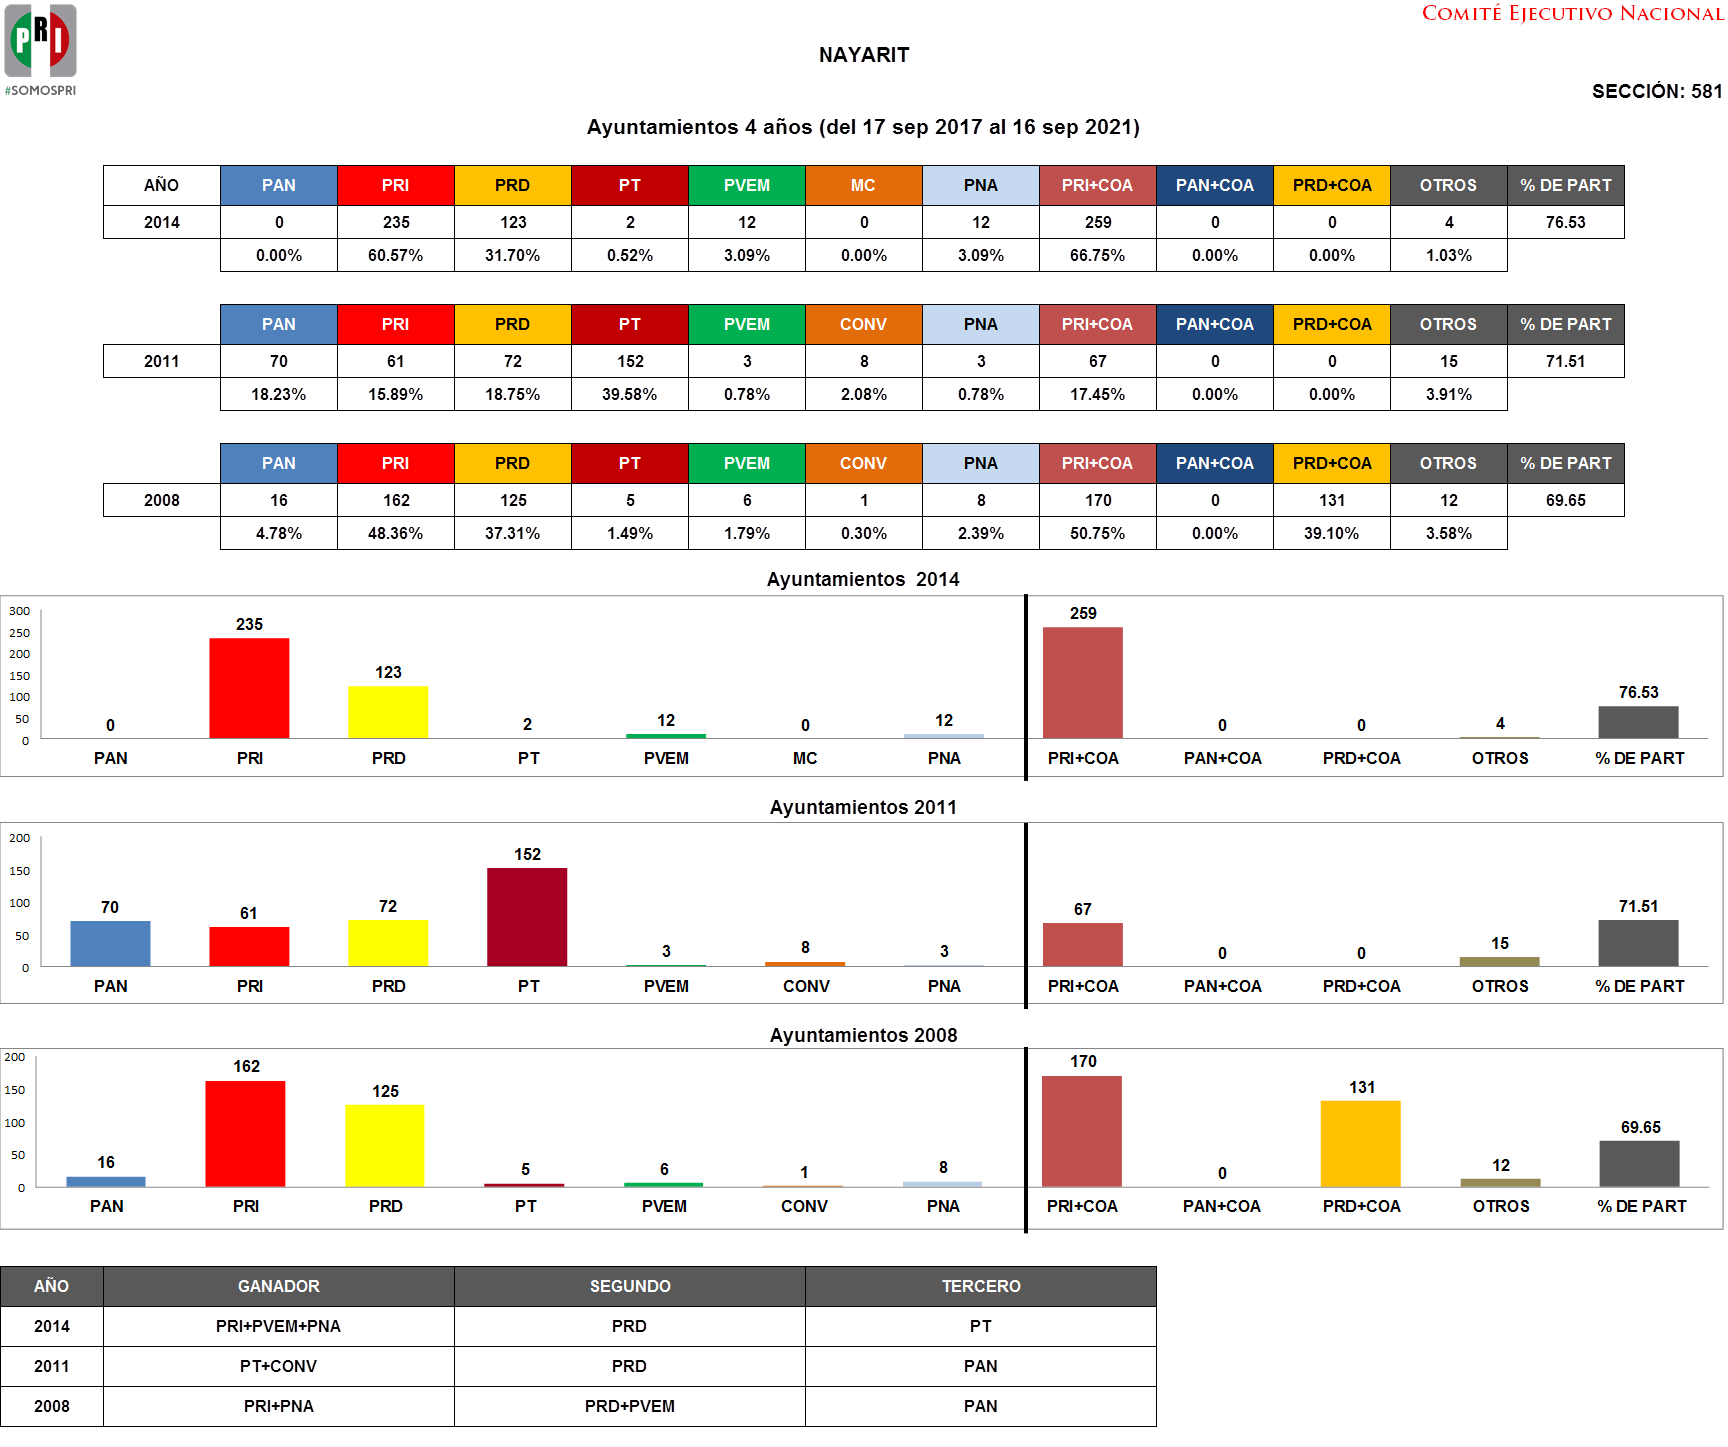 COMITÉ EJECUTIVO NACIONAL
PRI
#SOMOSPRI
NAYARIT
SECCIÓN: 581
Ayuntamientos 4 años (del 17 sep 2017 al 16 sep 2021)
AÑO PAN PRI PRD PT PVEM MC PNA PRI+COA PAN+COA PRD+COA OTROS % DE PART
2014 0 235 123 2 12 0 12 259 0 0 4 76.53
0.00% 60.57% 31.70% 0.52% 3.09% 0.00% 3.09% 66.75% 0.00% 0.00% 1.03%
PAN PRI PRD PT PVEM CONV PNA PRI+COA PAN+COA PRD+COA OTROS % DE PART
2011 70 61 72 152 3 8 3 67 0 0 15 71.51
18.23% 15.89% 18.75% 39.58% 0.78% 2.08% 0.78% 17.45% 0.00% 0.00% 3.91%
PAN PRI PRD PT PVEM CONV PNA PRI+COA PAN+COA PRD+COA OTROS % DE PART
2008 16 162 125 5 6 1 8 170 0 131 12 69.65
4.78% 48.36% 37.31% 1.49% 1.79% 0.30% 2.39% 50.75% 0.00% 39.10% 3.58%
Ayuntamientos 2014
300
250
200
150
100
50
0
0 235 123 2 12 0 12 259 0 0 4 76.53
PAN PRI PRD PT PVEM MC PNA PRI+COA PAN+COA PRD+COA OTROS % DE PART
Ayuntamientos 2011
200
150
100
50
0
70 61 72 152 3 8 3 67 0 0 15 71.51
PAN PRI PRD PT PVEM CONV PNA PRI+COA PAN+COA PRD+COA OTROS % DE PART
Ayuntamientos 2008
200
150
100
50
0
16 162 125 5 6 1 8 170 0 131 12 69.65
PAN PRI PRD PT PVEM CONV PNA PRI+COA PAN+COA PRD+COA OTROS % DE PART
AÑO GANADOR SEGUNDO TERCERO
2014 PRI+PVEM+PNA PRD PT
2011 PT+CONV PRD PAN
2008 PRI+PNA PRD+PVEM PAN